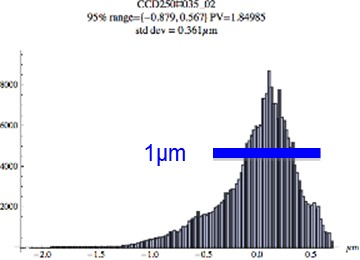 CCD250#035_02
95% range={-0.879, 0.567} PV=1.84985
std dev = 0.361μm
8000
6000
1μm
4000
2000
-2.0 -1.5 -1.0 -0.5 0.0 0.5 μm